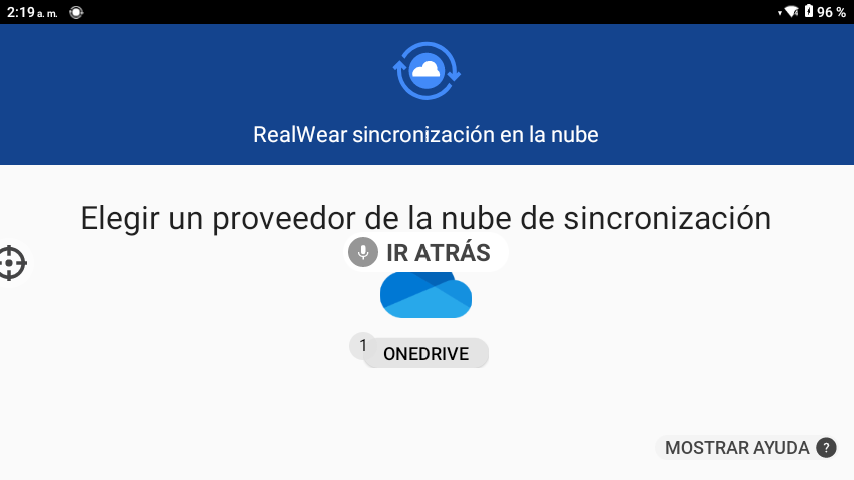 2:19 a. m.
96 %
RealWear sincronización en la nube
Elegir un proveedor de la nube de sincronización
IR ATRÁS
1
ONEDRIVE
MOSTRAR AYUDA ?